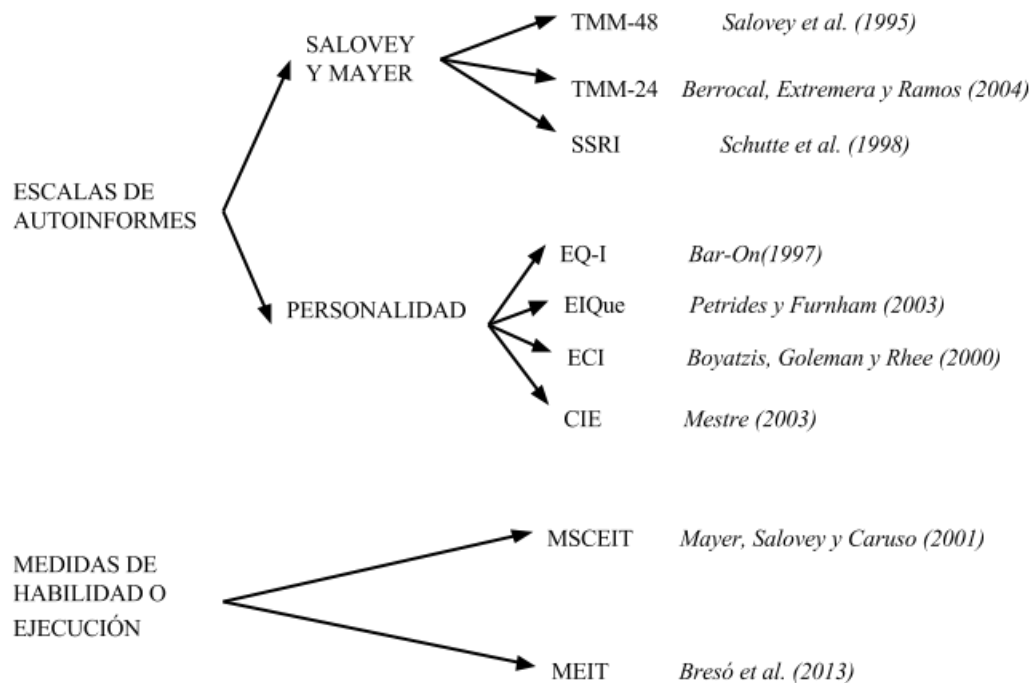 TMM-48 Salovey et al. (1995)
SALOVEY
Y MAYER
TMM-24 Berrocal, Extremera y Ramos (2004)
SSRI Schutte et al. (1998)
ESCALAS DE
AUTOINFORMES
EQ-I Bar-On(1997)
PERSONALIDAD
EIQue Petrides y Furnham (2003)
ECI Boyatzis, Goleman y Rhee (2000)
CIE Mestre (2003)
MSCEIT Mayer, Salovey y Caruso (2001)
MEDIDAS DE
HABILIDAD O
EJECUCIÓN
MEIT Bresó et al. (2013)